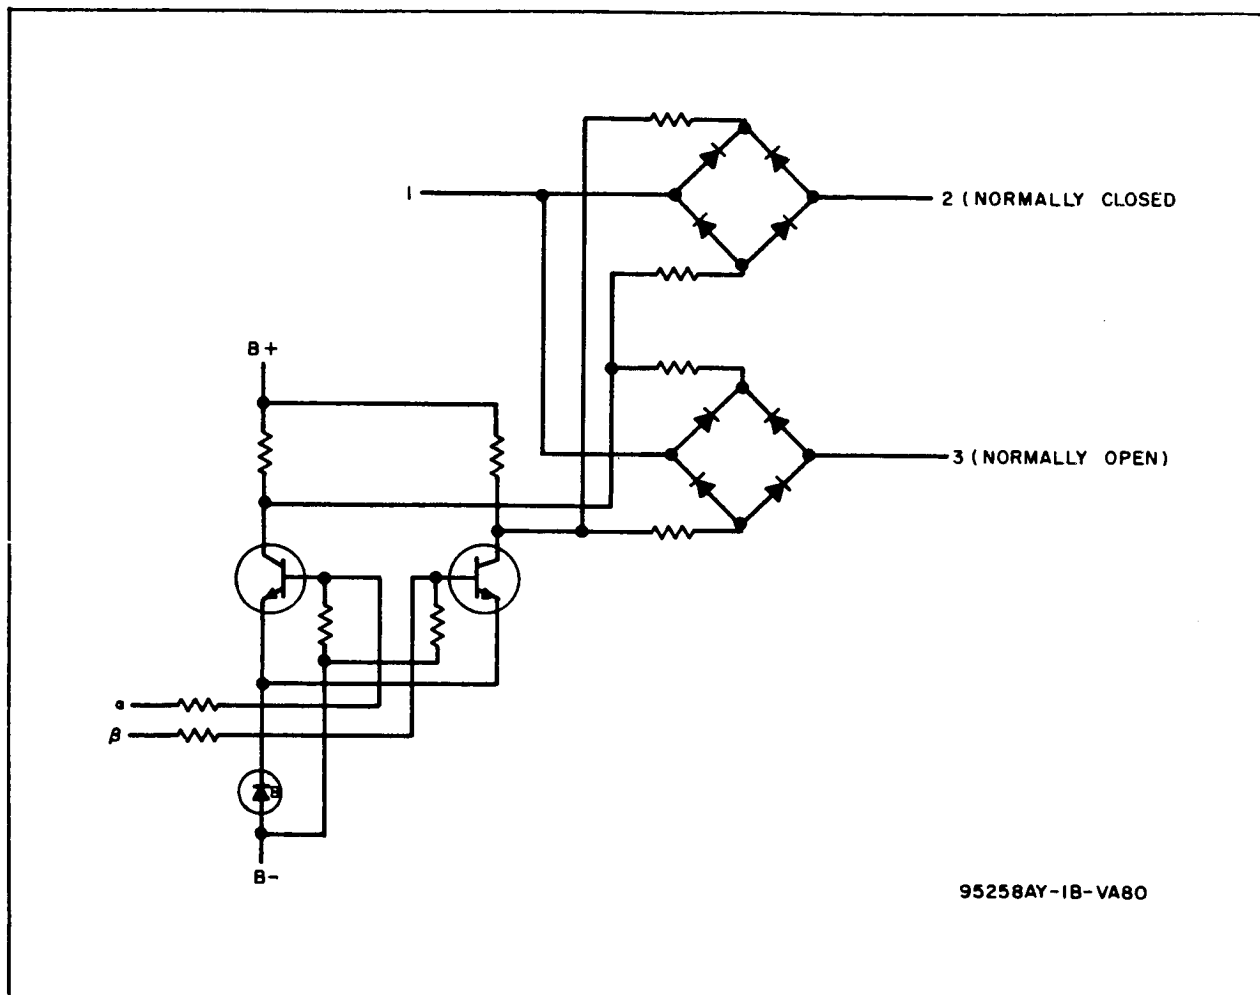 1
2 (NORMALLY CLOSED
B+
3 (NORMALLY OPEN)
α
β
B
B-
95258AY-1B-VA80